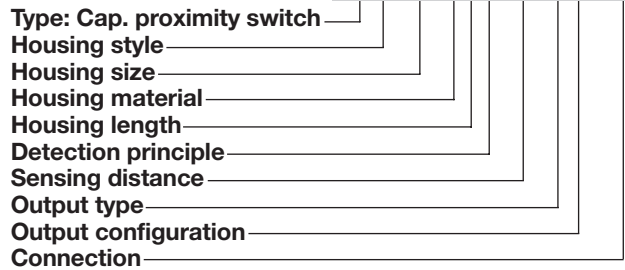 Type: Cap. proximity switch
Housing style
Housing size
Housing material
Housing length
Detection principle
Sensing distance
Output type
Output configuration
Connection